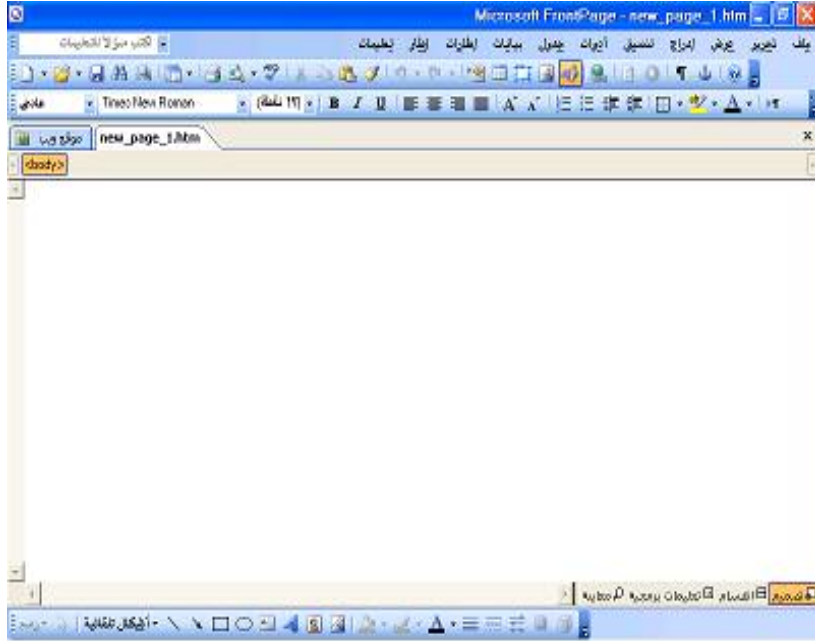 Microsoft FrontPage - new_page_1.htm
ملف تحرير عرض إدراج تنسيق أدوات جدول بيانات إطارات إطار تعليمات
اكتب سؤالاً للتعليمات
عادي Times New Roman
موقع ويب new_page_1.htm
<body>
تصميم انقسام تعليمات برمجية معاينة
أشكال تلقائية